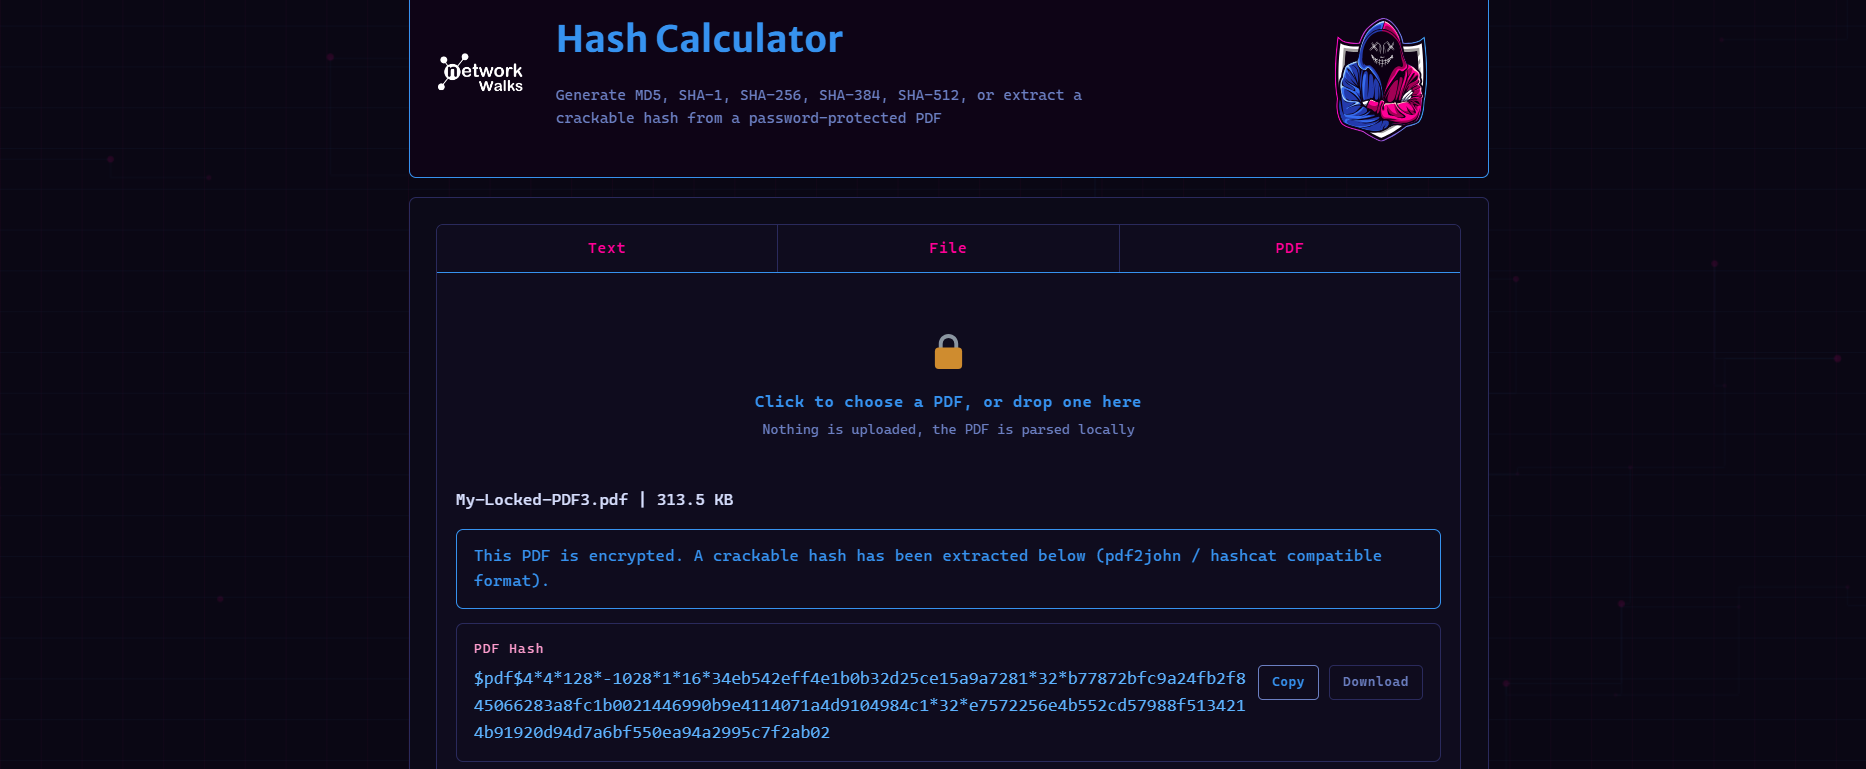 network
Walks
Hash Calculator
Generate MD5, SHA-1, SHA-256, SHA-384, SHA-512, or extract a
crackable hash from a password-protected PDF
Text
File
PDF
Click to choose a PDF, or drop one here
Nothing is uploaded, the PDF is parsed locally
My-Locked-PDF3.pdf | 313.5 KB
This PDF is encrypted. A crackable hash has been extracted below (pdf2john / hashcat compatible
format).
PDF Hash
$pdf$4*4*128*-1028*1*16*34eb542eff4e1b0b32d25ce15a9a7281*32*b77872bfc9a24fb2f8
45066283a8fc1b0021446990b9e4114071a4d9104984c1*32*e7572256e4b552cd57988f513421
4b91920d94d7a6bf550ea94a2995c7f2ab02
Copy
Download